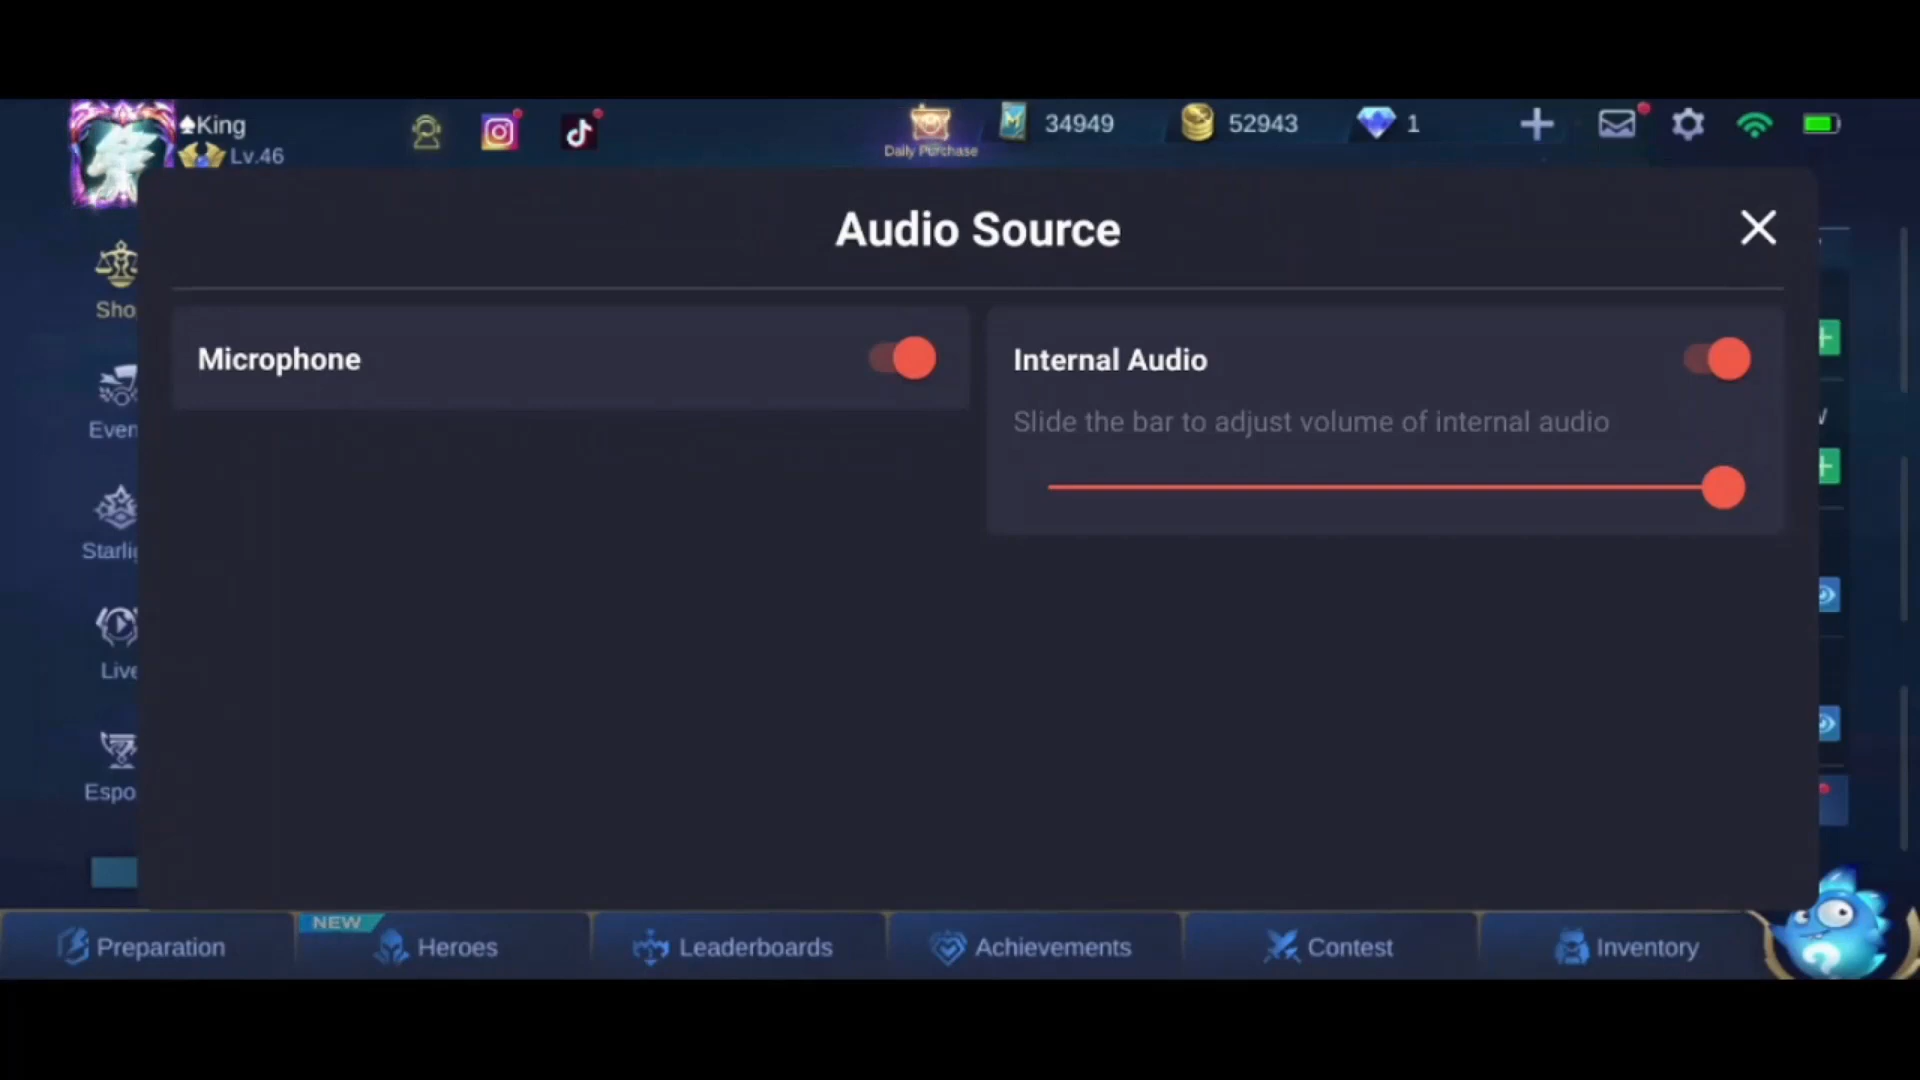 ♠King
Lv.46
Daily Purchase
34949
52943
1
Audio Source
Microphone
Internal Audio
Slide the bar to adjust volume of internal audio
Sho
Even
Starli
Live
Espo
NEW
Preparation
Heroes
Leaderboards
Achievements
Contest
Inventory